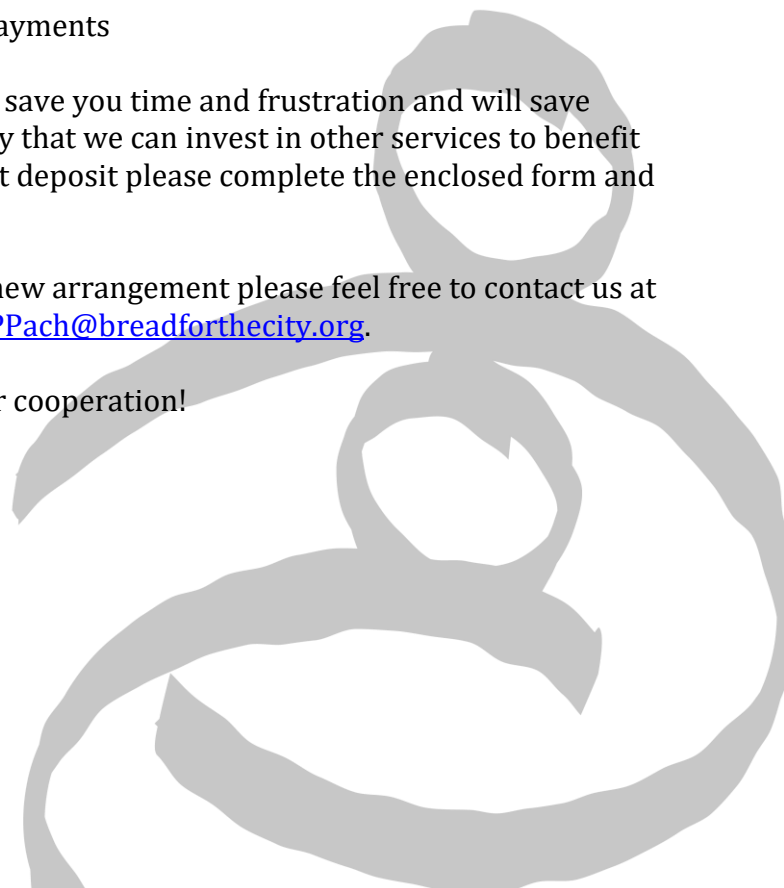 ayments
save you time and frustration and will save
y that we can invest in other services to benefit
t deposit please complete the enclosed form and
new arrangement please feel free to contact us at
PPach@breadforthecity.org.
r cooperation!